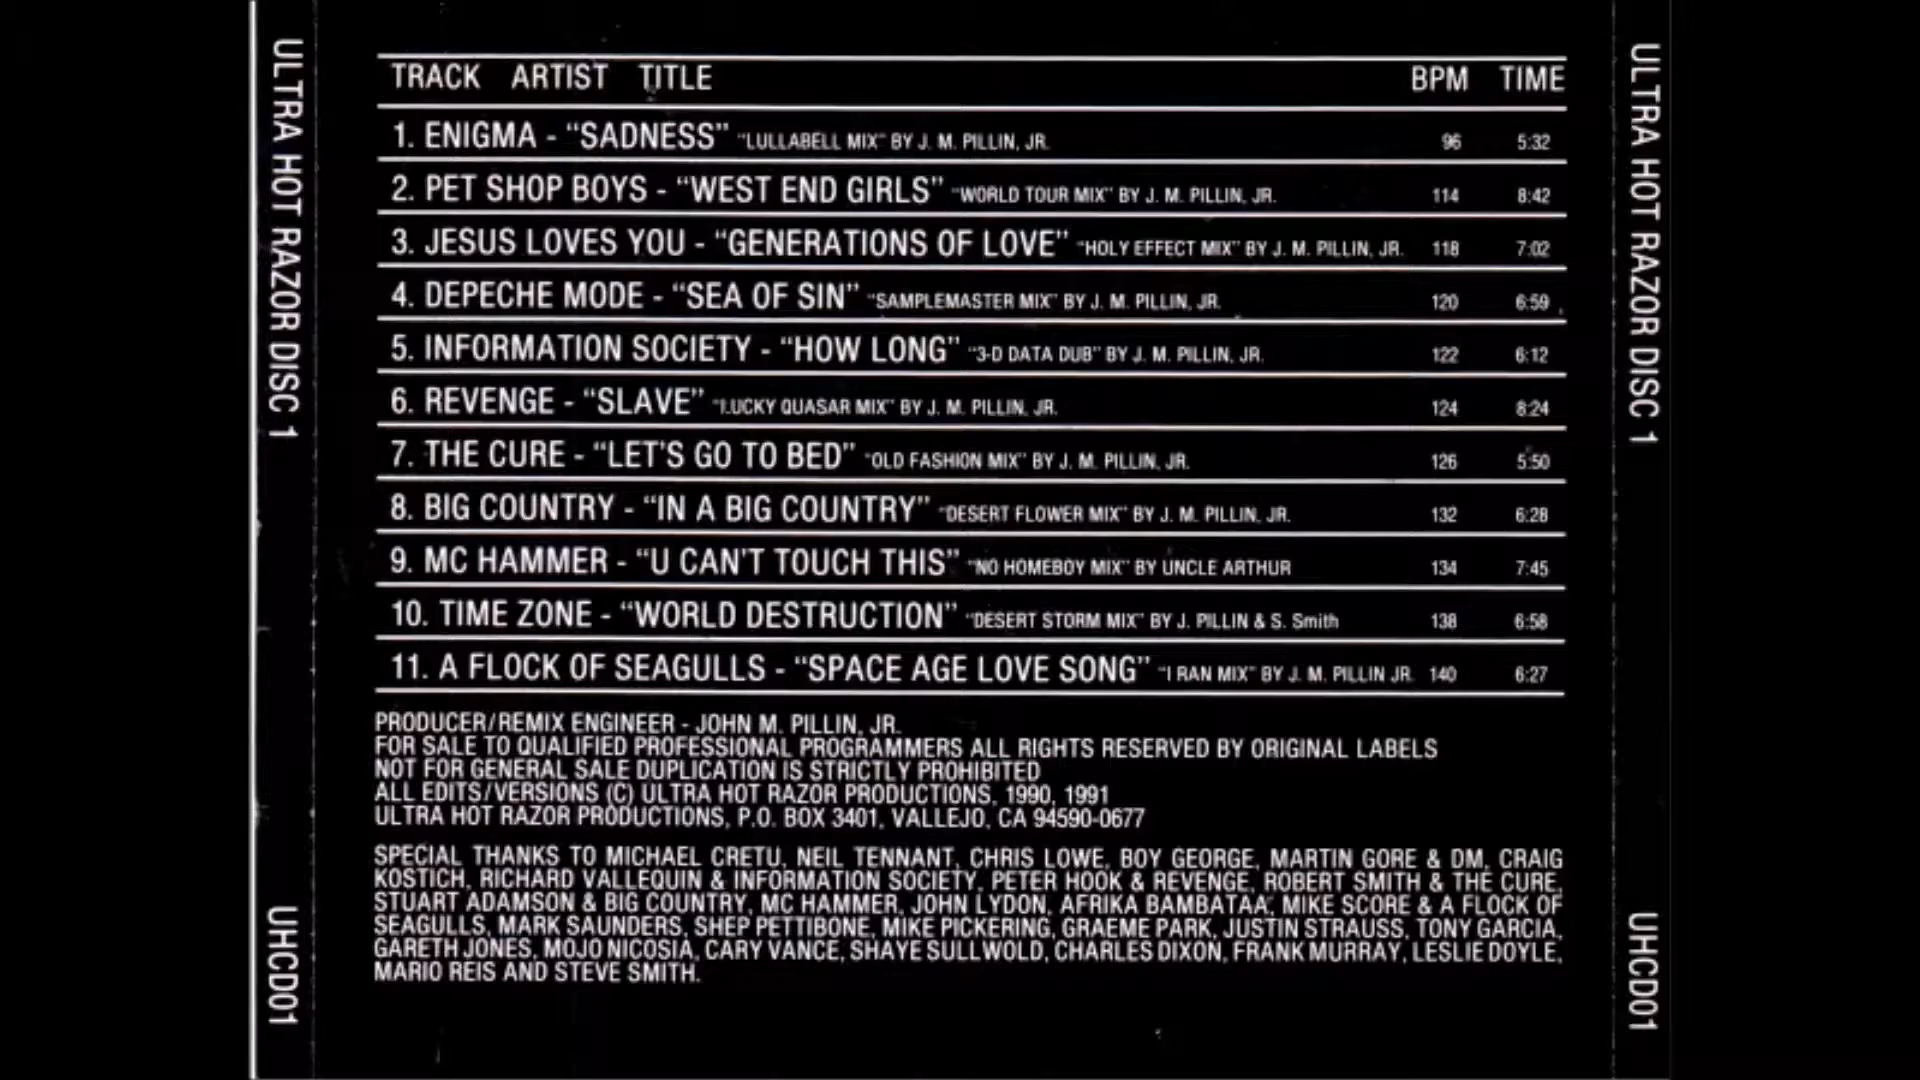 ULTRA HOT RAZOR DISC 1
UHCD01
TRACK ARTIST TITLE BPM TIME
1. ENIGMA - “SADNESS” “LULLABELL MIX” BY J. M. PILLIN, JR. 96 5:32
2. PET SHOP BOYS - “WEST END GIRLS” “WORLD TOUR MIX” BY J. M. PILLIN, JR. 114 8:42
3. JESUS LOVES YOU - “GENERATIONS OF LOVE” “HOLY EFFECT MIX” BY J. M. PILLIN, JR. 118 7:02
4. DEPECHE MODE - “SEA OF SIN” “SAMPLEMASTER MIX” BY J. M. PILLIN, JR. 120 6:59
5. INFORMATION SOCIETY - “HOW LONG” “3-D DATA DUB” BY J. M. PILLIN, JR. 122 6:12
6. REVENGE - “SLAVE” “LUCKY QUASAR MIX” BY J. M. PILLIN, JR. 124 8:24
7. THE CURE - “LET'S GO TO BED” “OLD FASHION MIX” BY J. M. PILLIN, JR. 126 5:50
8. BIG COUNTRY - “IN A BIG COUNTRY” “DESERT FLOWER MIX” BY J. M. PILLIN, JR. 132 6:28
9. MC HAMMER - “U CAN'T TOUCH THIS” “NO HOMEBOY MIX” BY UNCLE ARTHUR 134 7:45
10. TIME ZONE - “WORLD DESTRUCTION” “DESERT STORM MIX” BY J. PILLIN & S. Smith 138 6:58
11. A FLOCK OF SEAGULLS - “SPACE AGE LOVE SONG” “I RAN MIX” BY J. M. PILLIN JR. 140 6:27
PRODUCER/REMIX ENGINEER - JOHN M. PILLIN, JR.
FOR SALE TO QUALIFIED PROFESSIONAL PROGRAMMERS ALL RIGHTS RESERVED BY ORIGINAL LABELS
NOT FOR GENERAL SALE DUPLICATION IS STRICTLY PROHIBITED
ALL EDITS/VERSIONS (C) ULTRA HOT RAZOR PRODUCTIONS, 1990, 1991
ULTRA HOT RAZOR PRODUCTIONS, P.O. BOX 3401, VALLEJO, CA 94590-0677
SPECIAL THANKS TO MICHAEL CRETU, NEIL TENNANT, CHRIS LOWE, BOY GEORGE, MARTIN GORE & DM, CRAIG
KOSTICH, RICHARD VALLEQUIN & INFORMATION SOCIETY, PETER HOOK & REVENGE, ROBERT SMITH & THE CURE,
STUART ADAMSON & BIG COUNTRY, MC HAMMER, JOHN LYDON, AFRIKA BAMBATAA, MIKE SCORE & A FLOCK OF
SEAGULLS, MARK SAUNDERS, SHEP PETTIBONE, MIKE PICKERING, GRAEME PARK, JUSTIN STRAUSS, TONY GARCIA,
GARETH JONES, MOJO NICOSIA, CARY VANCE, SHAYE SULLWOLD, CHARLES DIXON, FRANK MURRAY, LESLIE DOYLE,
MARIO REIS AND STEVE SMITH.
ULTRA HOT RAZOR DISC 1
UHCD01